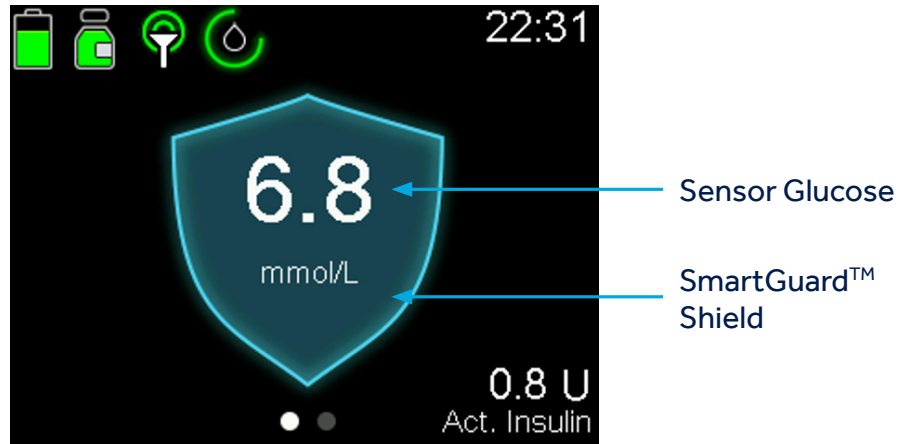 22:31
6.8
mmol/L
Sensor Glucose
SmartGuard™
Shield
0.8 U
Act. Insulin